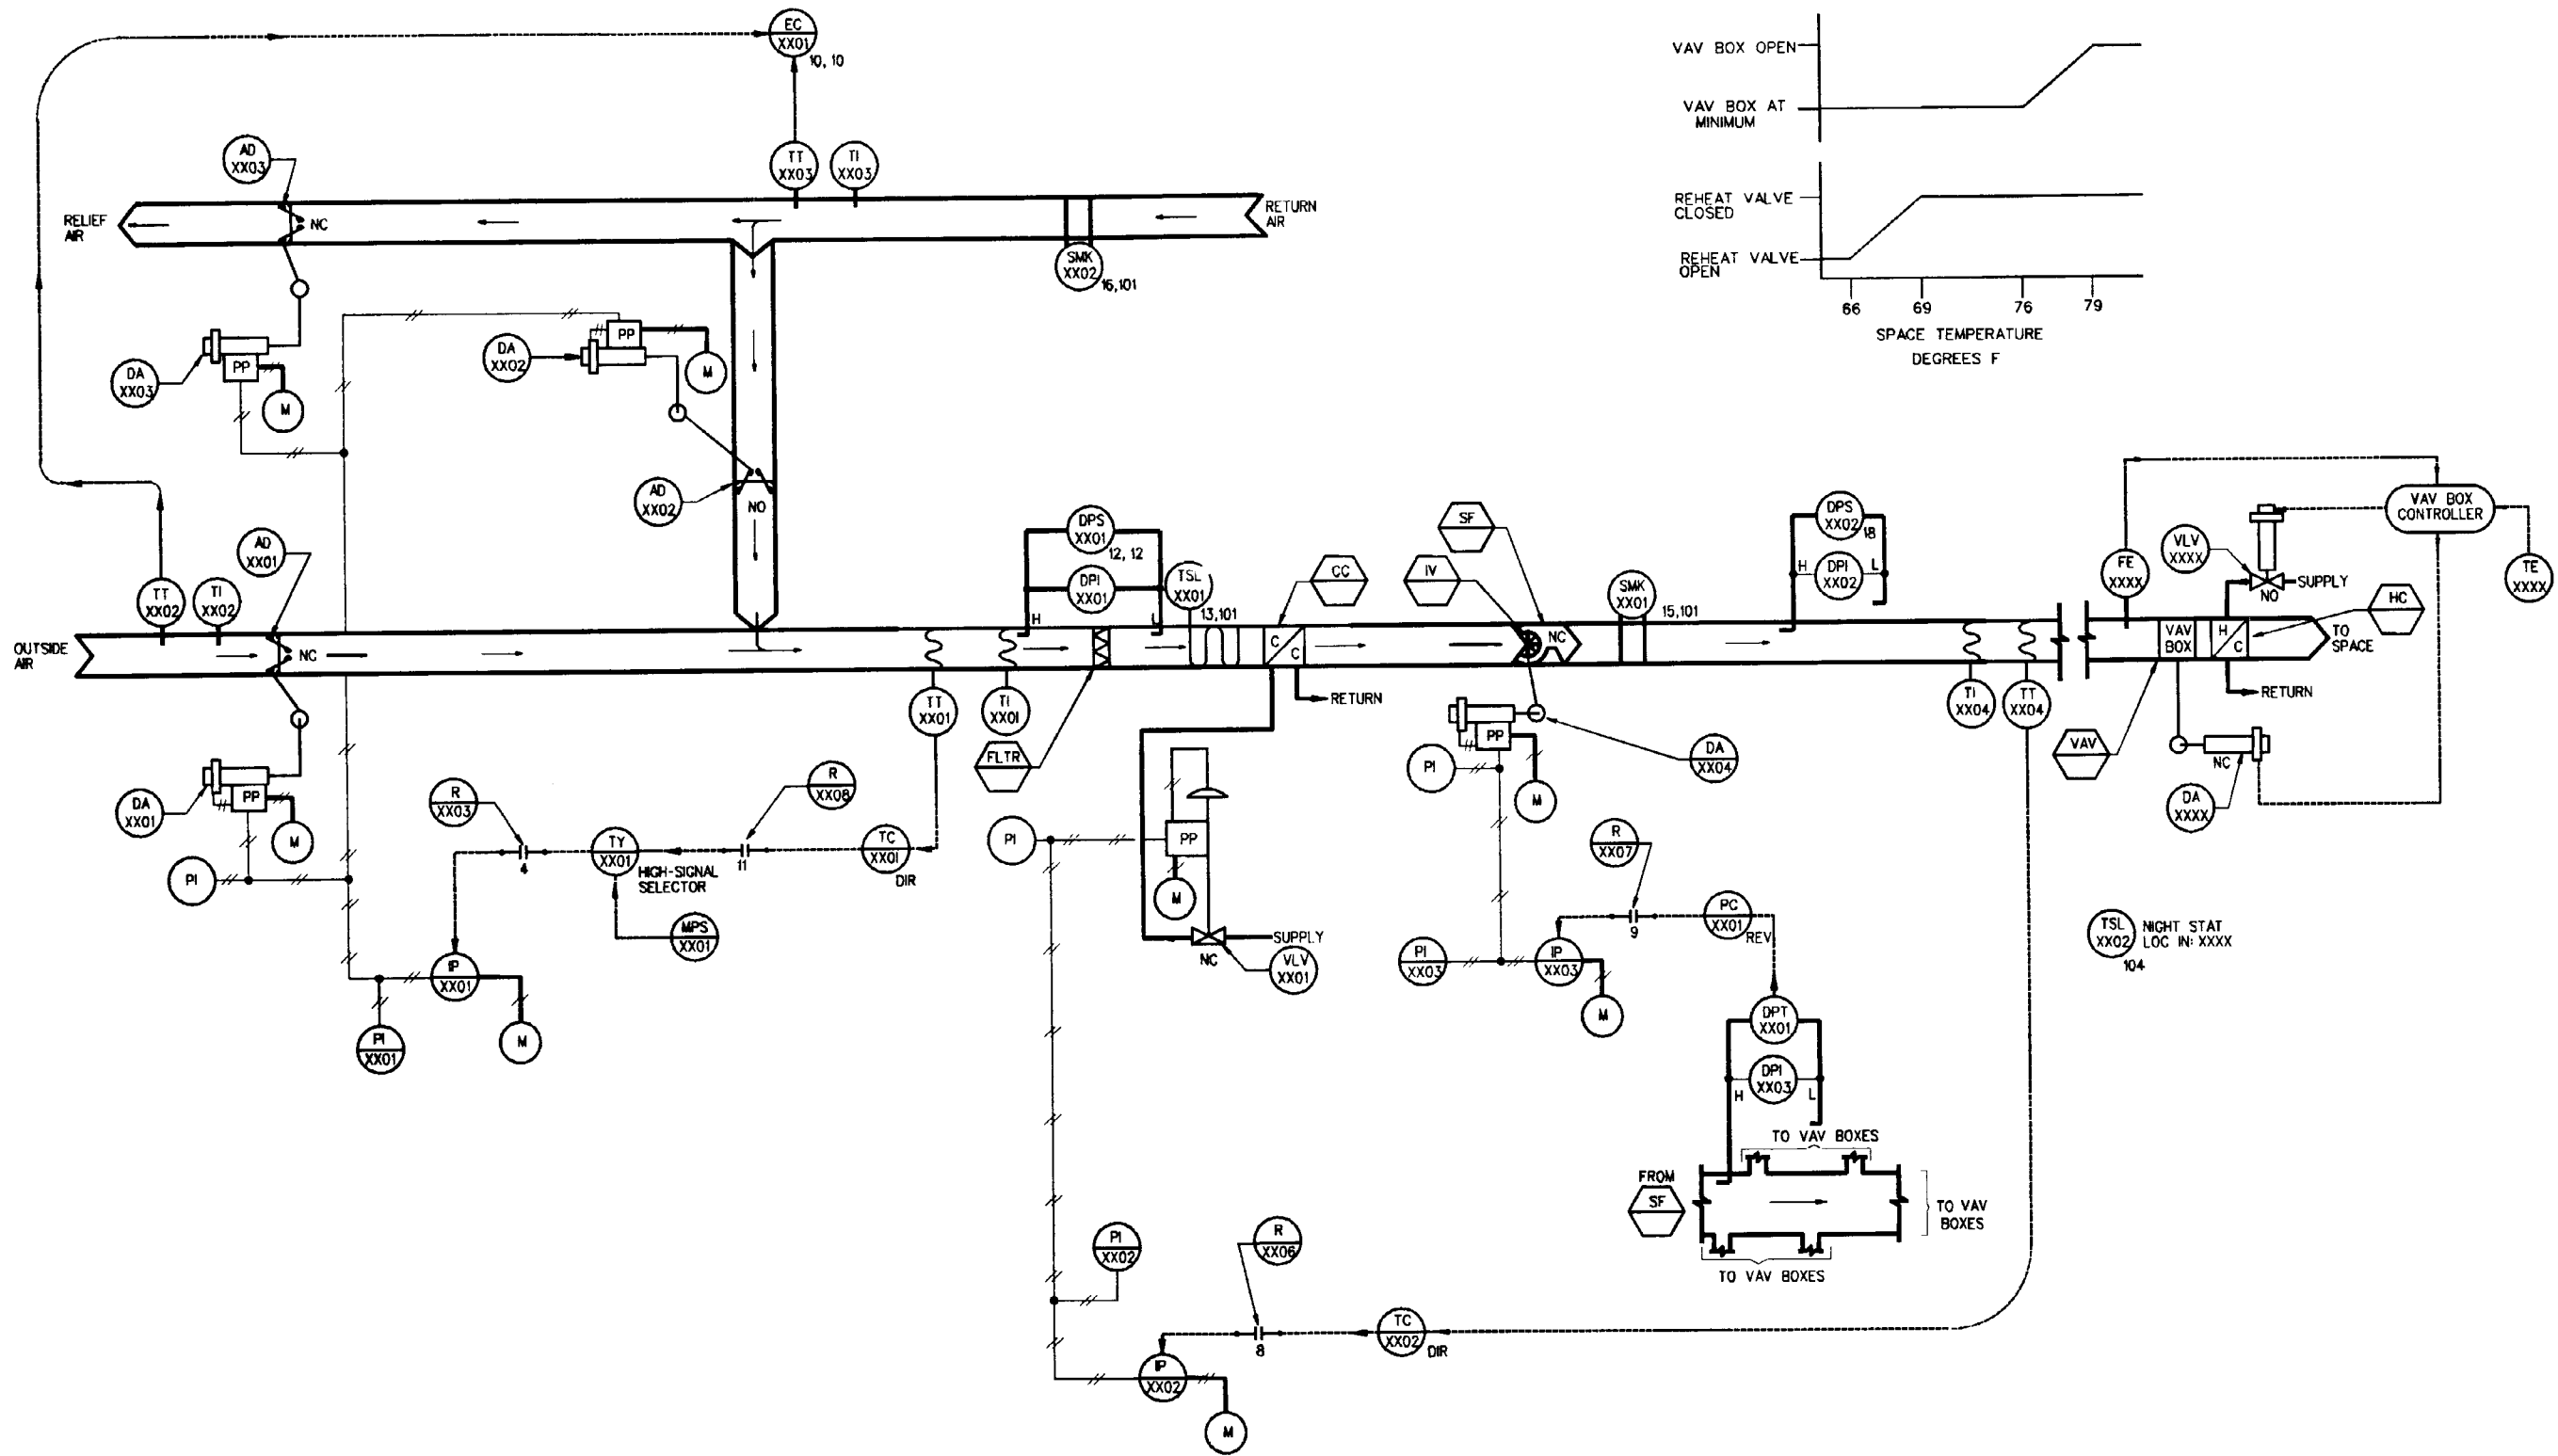 EC
XX01
10, 10
VAV BOX OPEN
VAV BOX AT
MINIMUM
REHEAT VALVE
CLOSED
REHEAT VALVE
OPEN
66
69
76
79
SPACE TEMPERATURE
DEGREES F
AD
XX03
TT
XX03
TI
XX03
RELIEF
AIR
NC
RETURN
AIR
SMK
XX02
16,101
DA
XX03
PP
M
DA
XX02
PP
M
AD
XX02
NO
AD
XX01
TT
XX02
TI
XX02
OUTSIDE
AIR
NC
DPS
XX01
12, 12
DPI
XX01
H
L
TSL
XX01
13,101
CC
C
C
RETURN
IV
SF
NC
SMK
XX01
15,101
DPS
XX02
18
DPI
XX02
H
L
FE
XXXX
VLV
XXXX
NO
SUPPLY
VAV BOX
CONTROLLER
TE
XXXX
HC
VAV
BOX
H
C
TO
SPACE
RETURN
TT
XX01
TI
XX01
FLTR
TI
XX04
TT
XX04
VAV
NC
DA
XXXX
DA
XX01
PP
M
PI
R
XX03
4
TY
XX01
HIGH-SIGNAL
SELECTOR
R
XX08
11
TC
XX01
DIR
MPS
XX01
IP
XX01
M
PI
XX01
PI
PP
M
NC
SUPPLY
VLV
XX01
PI
PP
M
DA
XX04
R
XX07
9
PC
XX01
REV
PI
XX03
IP
XX03
M
TSL
XX02
NIGHT STAT
LOC IN: XXXX
104
DPT
XX01
DPI
XX03
H
L
TO VAV BOXES
FROM
SF
TO VAV
BOXES
TO VAV BOXES
PI
XX02
R
XX06
8
TC
XX02
DIR
IP
XX02
M